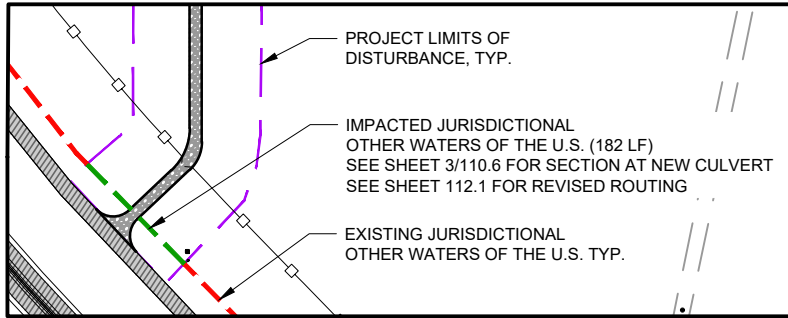 PROJECT LIMITS OF
DISTURBANCE, TYP.
IMPACTED JURISDICTIONAL
OTHER WATERS OF THE U.S. (182 LF)
SEE SHEET 3/110.6 FOR SECTION AT NEW CULVERT
SEE SHEET 112.1 FOR REVISED ROUTING
EXISTING JURISDICTIONAL
OTHER WATERS OF THE U.S. TYP.